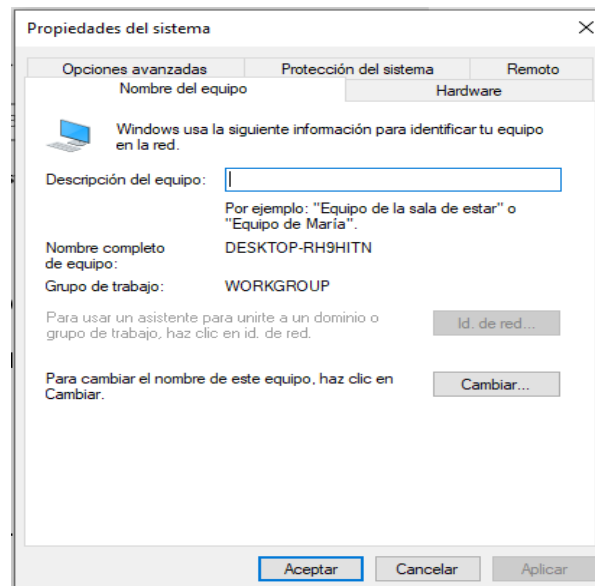 Propiedades del sistema
Opciones avanzadas Protección del sistema Remoto
Nombre del equipo Hardware
Windows usa la siguiente información para identificar tu equipo
en la red.
Descripción del equipo:
Por ejemplo: "Equipo de la sala de estar" o
"Equipo de María".
Nombre completo
de equipo:
DESKTOP-RH9HITN
Grupo de trabajo: WORKGROUP
Para usar un asistente para unirte a un dominio o
grupo de trabajo, haz clic en id. de red.
Id. de red...
Para cambiar el nombre de este equipo, haz clic en
Cambiar.
Cambiar...
Aceptar Cancelar Aplicar